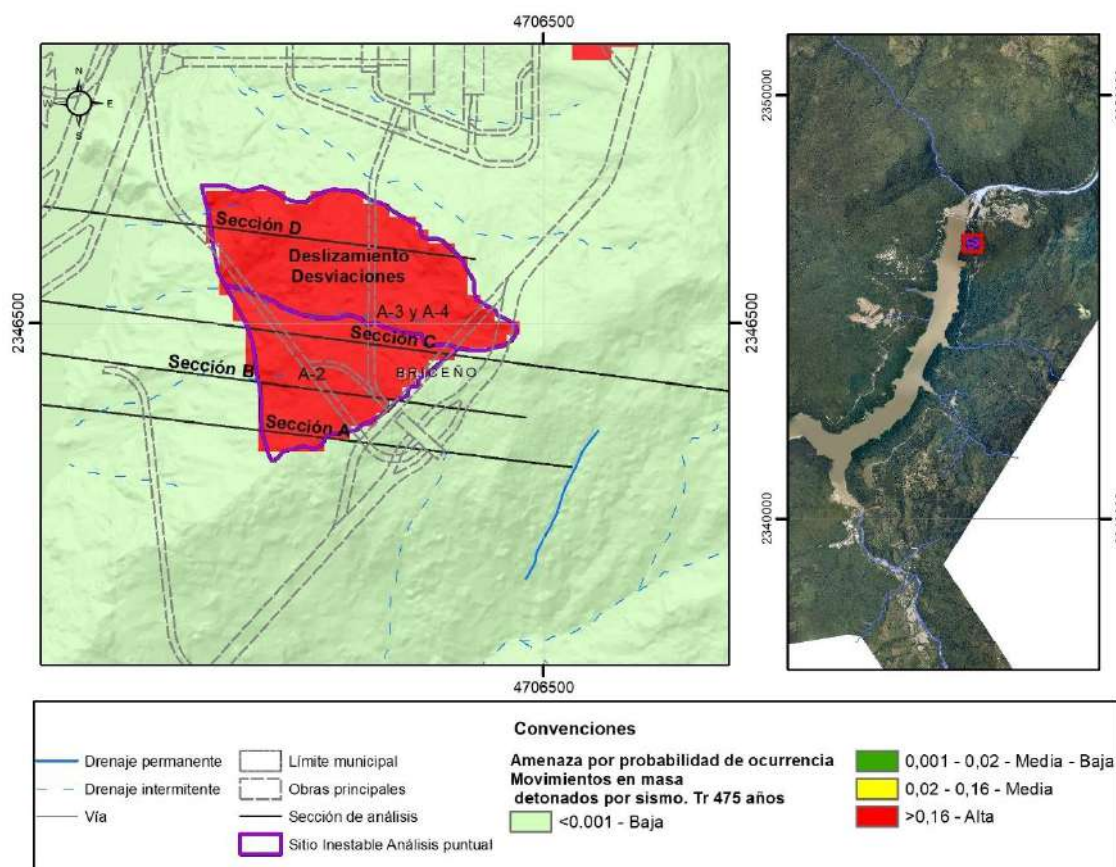 4706500
N
W
E
S
Sección D
Deslizamiento
Desviaciones
A-3 y A-4
Sección C
Sección B
A-2
BRICEÑO
Sección A
2346500
2346500
4706500
2350000
2340000
Convenciones
Drenaje permanente
Drenaje intermitente
Vía
Límite municipal
Obras principales
Sección de análisis
Sitio Inestable Análisis puntual
Amenaza por probabilidad de ocurrencia
Movimientos en masa
detonados por sismo. Tr 475 años
<0.001 - Baja
0,001 - 0,02 - Media - Baja
0,02 - 0,16 - Media
>0,16 - Alta